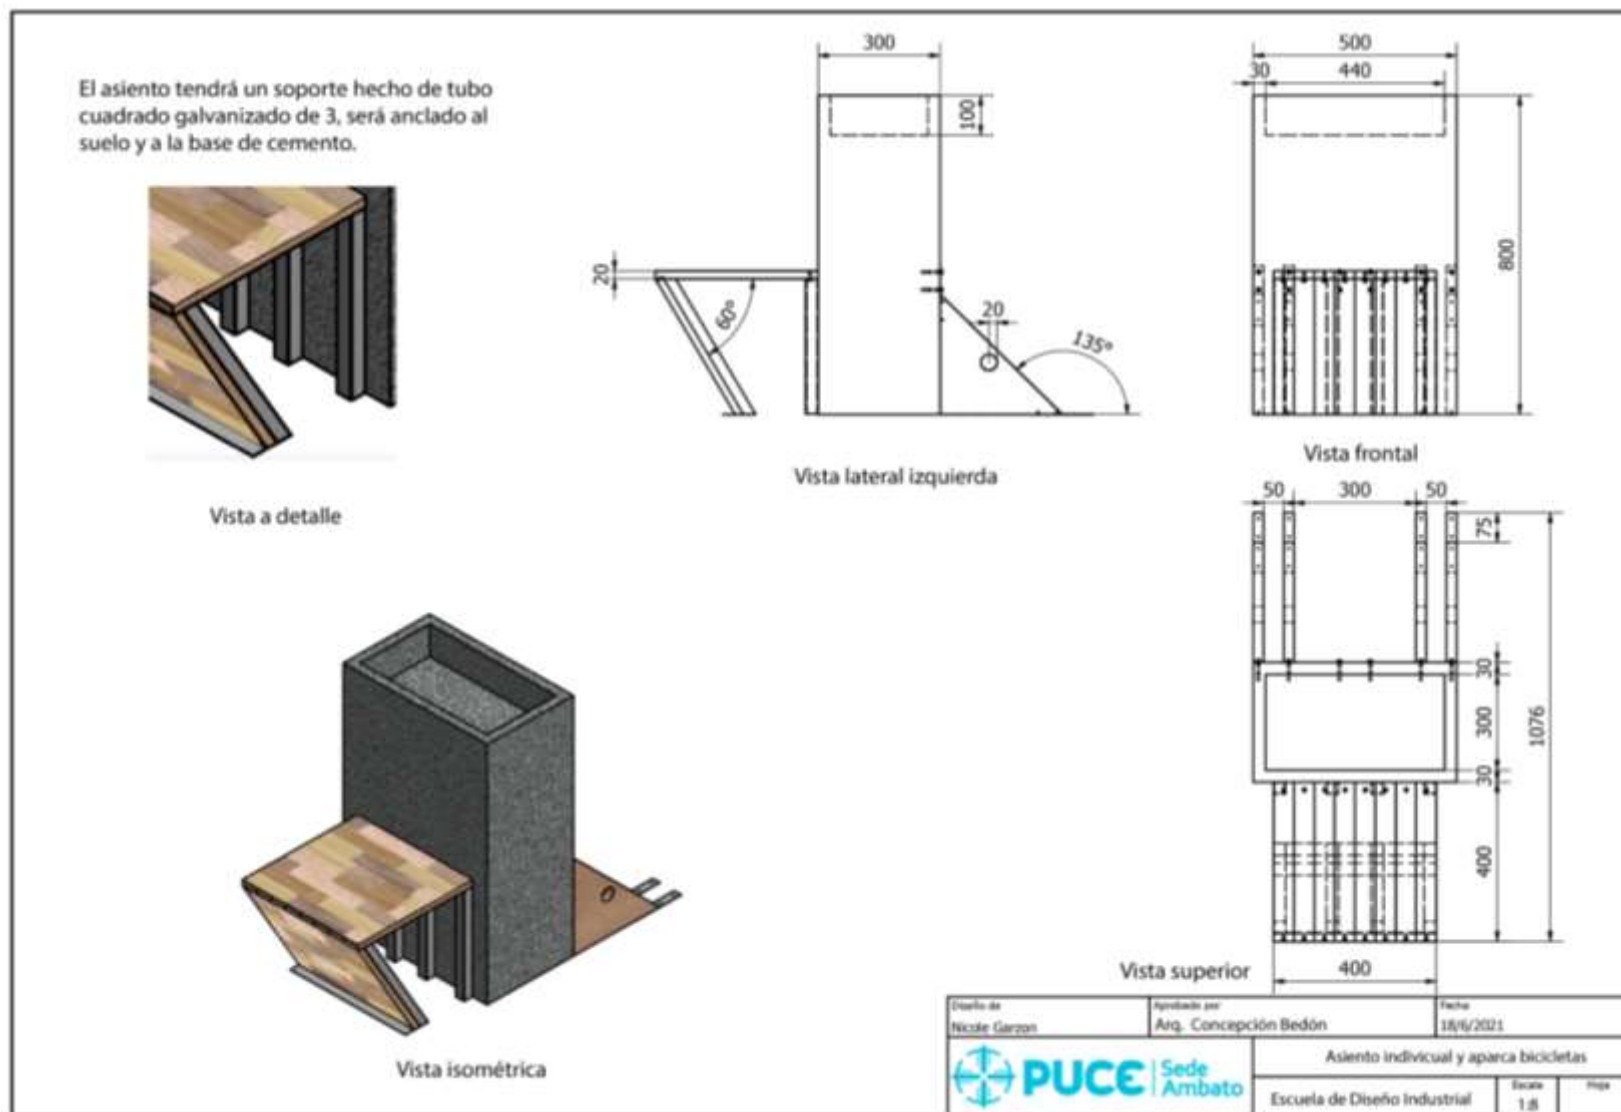 El asiento tendrá un soporte hecho de tubo
cuadrado galvanizado de 3, será anclado al
suelo y a la base de cemento.
Vista a detalle
300
100
20
60°
20
135°
Vista lateral izquierda
500
30
440
800
Vista frontal
50
300
50
75
30
300
30
1076
400
400
Vista superior
Vista isométrica
Diseño de
Nicole Garzon
Aprobado por
Arq. Concepción Bedón
Fecha
18/6/2021
PUCE Sede
Ambato
Asiento indivicual y aparca bicicletas
Escuela de Diseño Industrial
Escala
1:8
Hoja